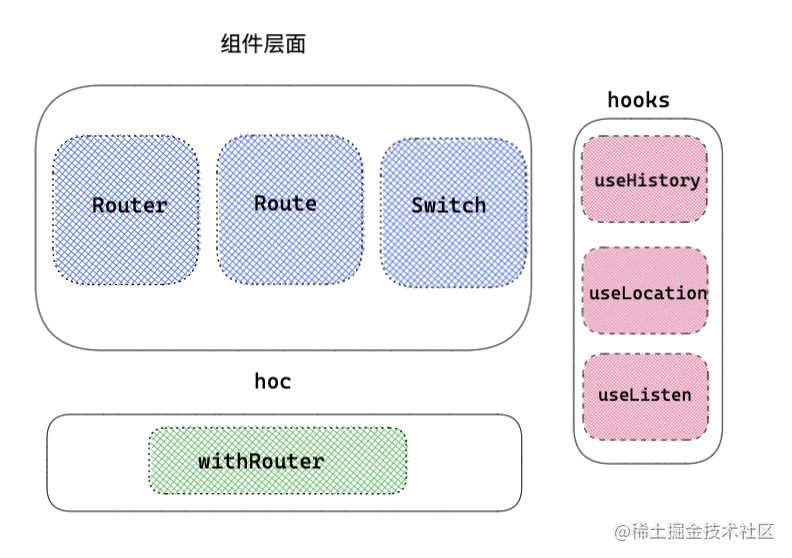 组件层面
Router
Route
Switch
hoc
withRouter
hooks
useHistory
useLocation
useListen
@稀土掘金技术社区